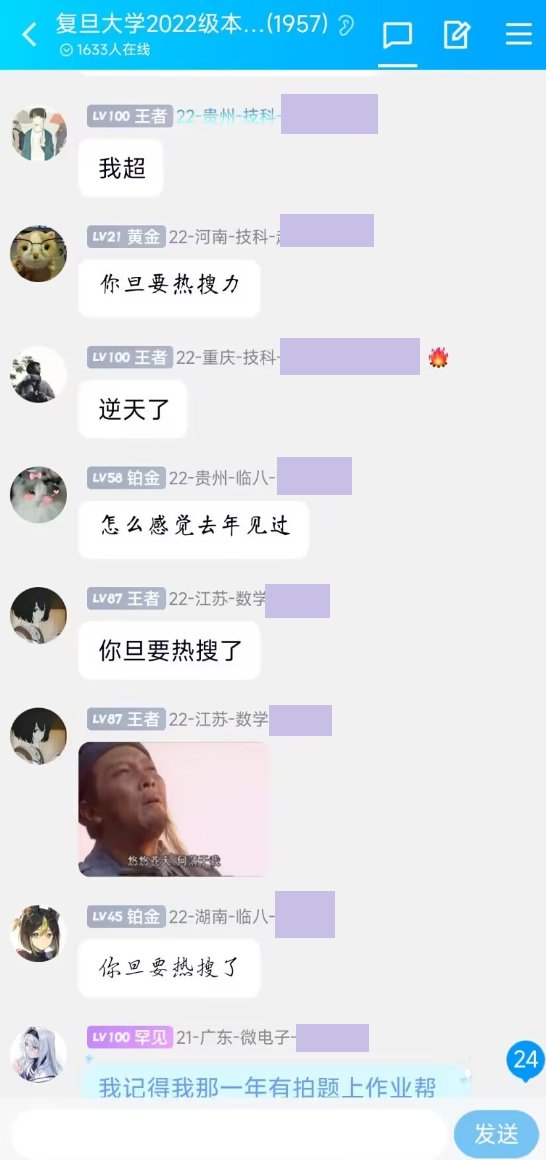 复旦大学2022级本...(1957)
1633人在线
LV100 王者 22-贵州-技科-
我超
LV21 黄金 22-河南-技科-
你旦要热搜力
LV100 王者 22-重庆-技科-
逆天了
LV58 铂金 22-贵州-临八-
怎么感觉去年见过
LV87 王者 22-江苏-数学
你旦要热搜了
LV87 王者 22-江苏-数学
悠悠苍天 何薄于我
LV45 铂金 22-湖南-临八-
你旦要热搜了
LV100 罕见 21-广东-微电子-
24
我记得我那一年有拍题上作业帮
发送